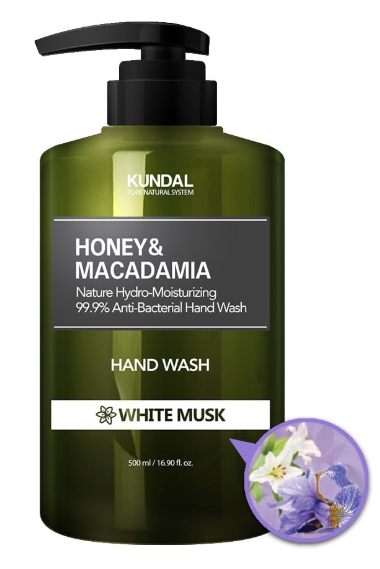 KUNDAL
PURE NATURAL SYSTEM
HONEY&
MACADAMIA
Nature Hydro-Moisturizing
99.9% Anti-Bacterial Hand Wash
HAND WASH
WHITE MUSK
500 ml / 16.90 fl. oz.